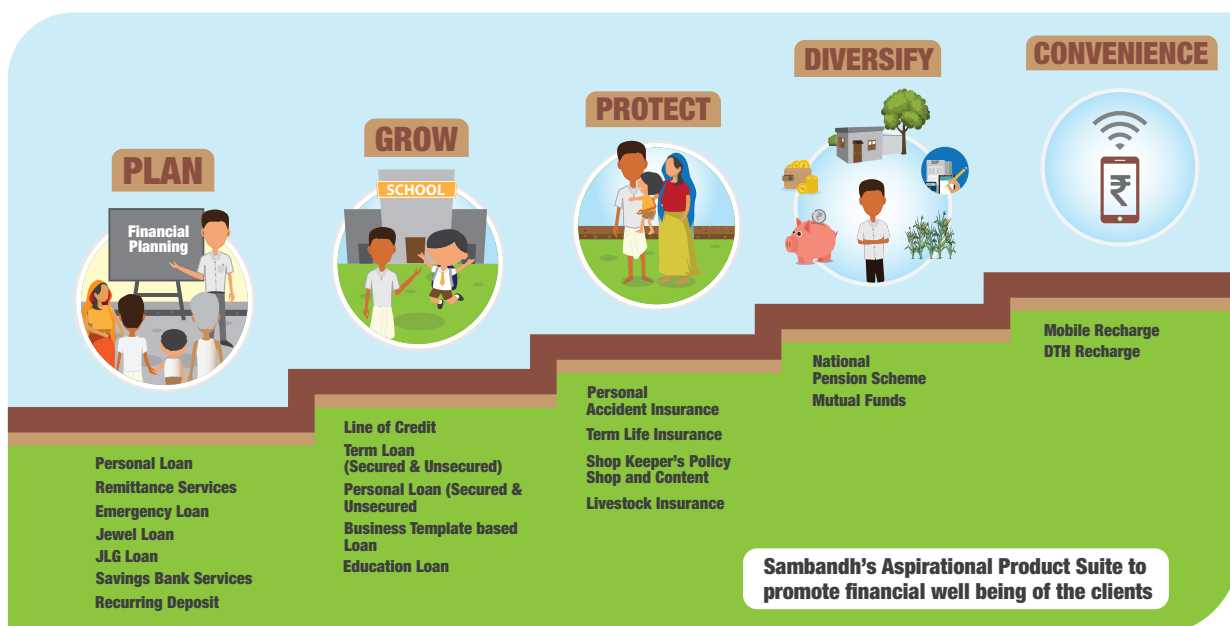 PLAN
Financial
Planning
Personal Loan
Remittance Services
Emergency Loan
Jewel Loan
JLG Loan
Savings Bank Services
Recurring Deposit
GROW
SCHOOL
Line of Credit
Term Loan
(Secured & Unsecured)
Personal Loan (Secured &
Unsecured
Business Template based
Loan
Education Loan
PROTECT
Personal
Accident Insurance
Term Life Insurance
Shop Keeper's Policy
Shop and Content
Livestock Insurance
DIVERSIFY
₹
National
Pension Scheme
Mutual Funds
CONVENIENCE
₹
Mobile Recharge
DTH Recharge
Sambandh's Aspirational Product Suite to
promote financial well being of the clients